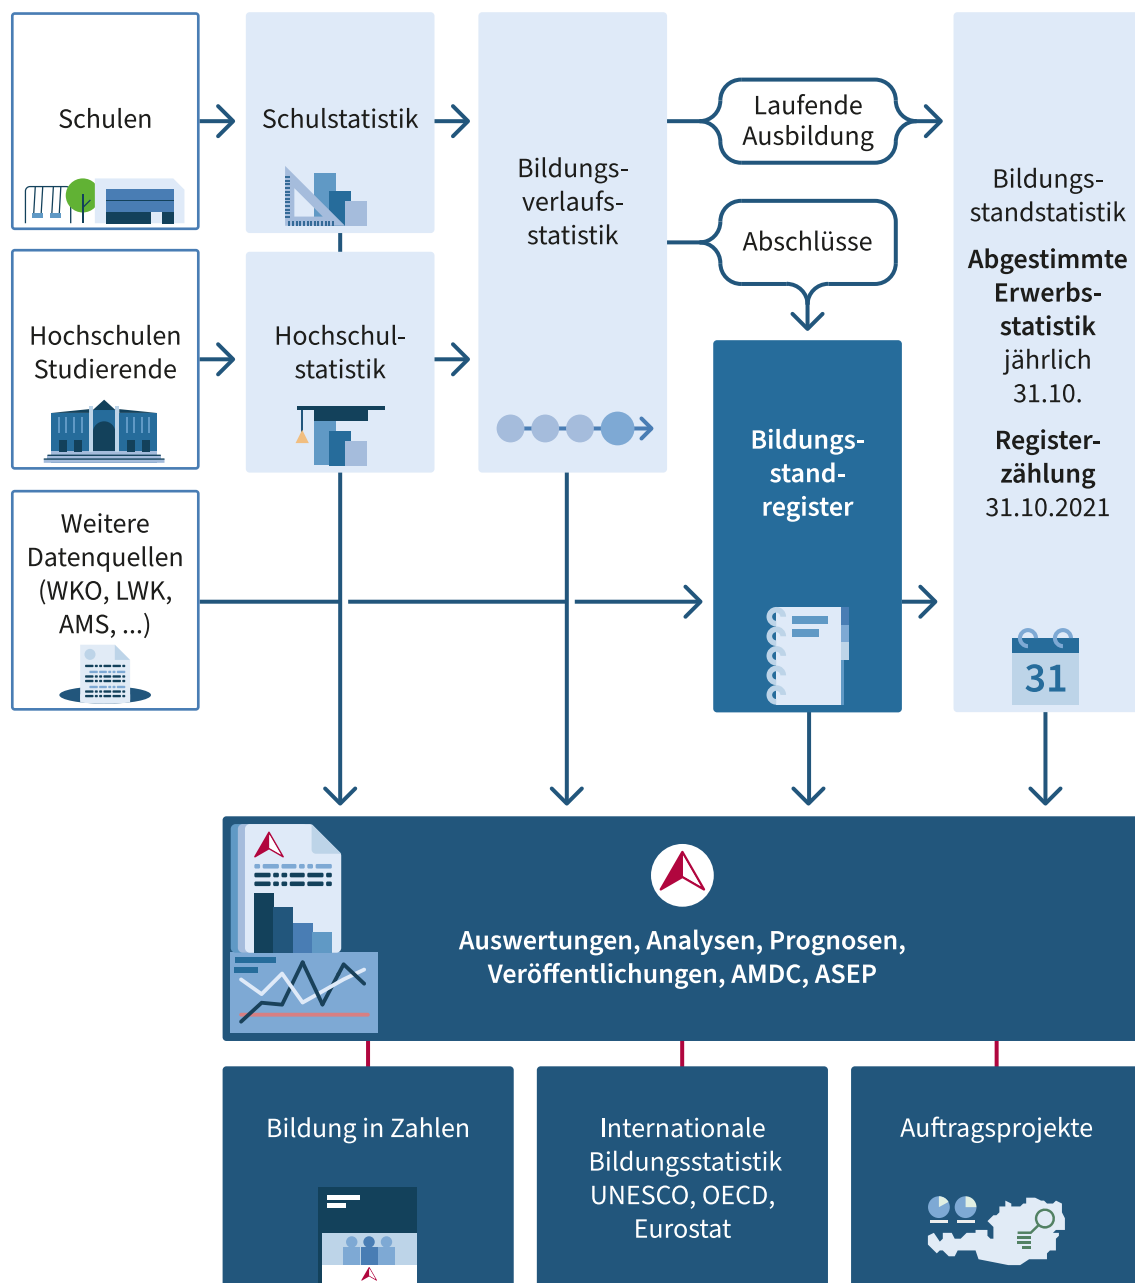 Schulen
Schulstatistik
Bildungs-
verlaufs-
statistik
Laufende
Ausbildung
Abschlüsse
Bildungs-
standstatistik
Abgestimmte
Erwerbs-
statistik
jährlich
31.10.
Register-
zählung
31.10.2021
31
Hochschulen
Studierende
Hochschul-
statistik
Bildungs-
stand-
register
Weitere
Datenquellen
(WKO, LWK,
AMS, ...)
Auswertungen, Analysen, Prognosen,
Veröffentlichungen, AMDC, ASEP
Bildung in Zahlen
Internationale
Bildungsstatistik
UNESCO, OECD,
Eurostat
Auftragsprojekte